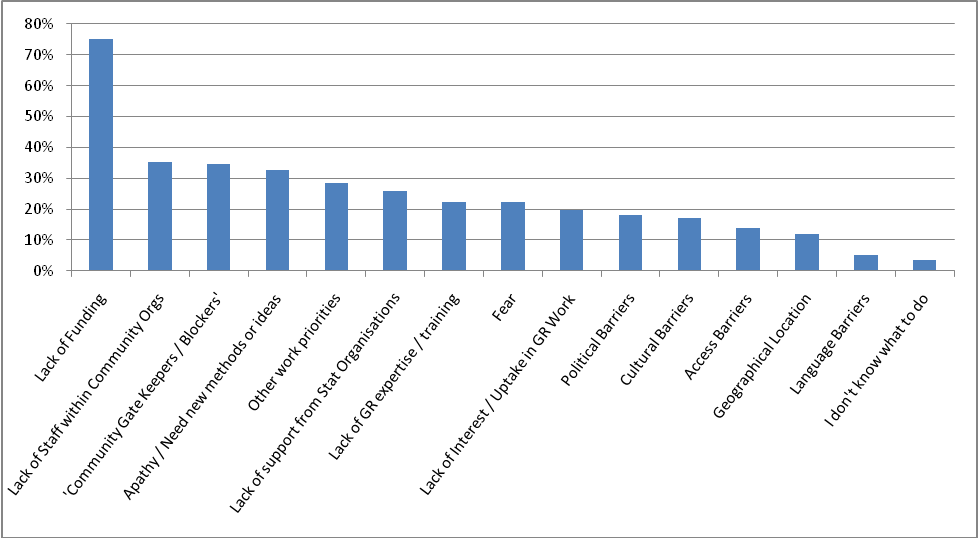 80%
70%
60%
50%
40%
30%
20%
10%
0%
Lack of Funding
Lack of Staff within Community Orgs
'Community Gate Keepers / Blockers'
Apathy / Need new methods or ideas
Other work priorities
Lack of support from Stat Organisations
Lack of GR expertise / training
Fear
Lack of Interest / Uptake in GR Work
Political Barriers
Cultural Barriers
Access Barriers
Geographical Location
Language Barriers
I don't know what to do